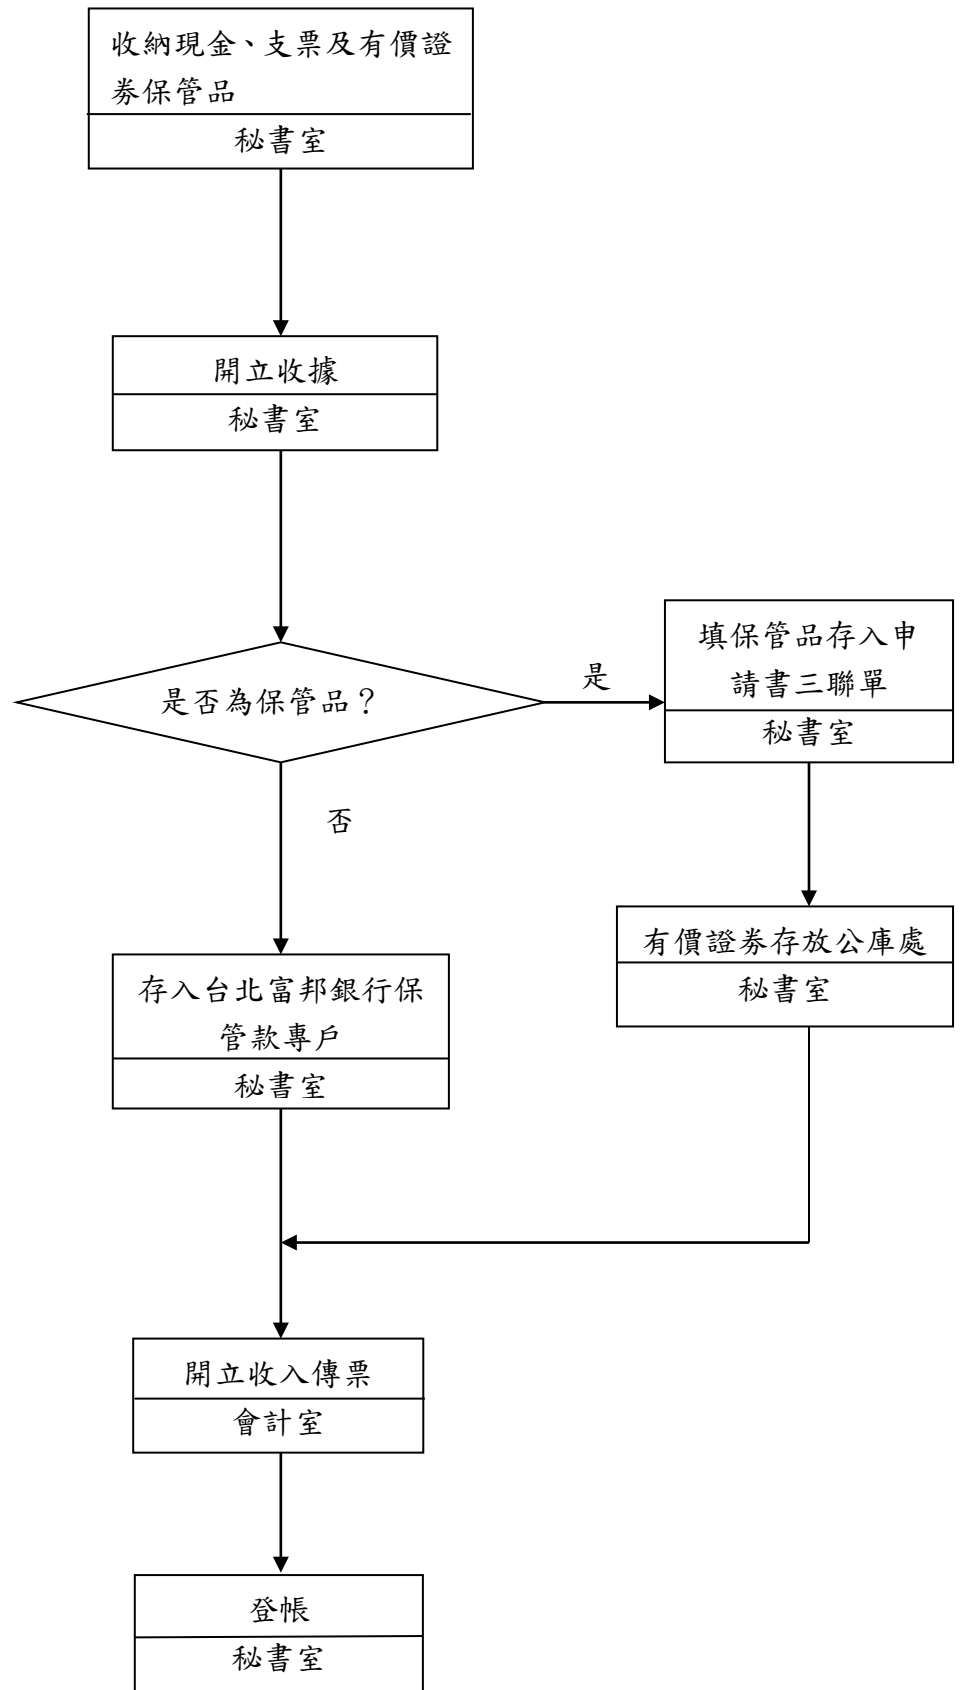 收納現金、支票及有價證
券保管品
秘書室
開立收據
秘書室
是否為保管品？
是
填保管品存入申
請書三聯單
秘書室
否
有價證券存放公庫處
秘書室
存入台北富邦銀行保
管款專戶
秘書室
開立收入傳票
會計室
登帳
秘書室